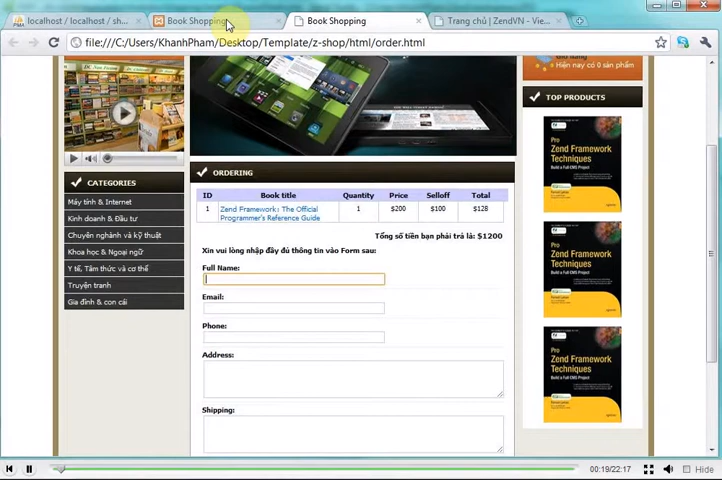 localhost / localhost / sh...
Book Shopping
Book Shopping
Trang chủ | ZendVN - Vie...
file:///C:/Users/KhanhPham/Desktop/Template/z-shop/html/order.html
Hiện nay có 0 sản phẩm
TOP PRODUCTS
Pro
Zend Framework
Techniques
Build a Full CMS Project
Pro
Zend Framework
Techniques
Build a Full CMS Project
Pro
Zend Framework
Techniques
Build a Full CMS Project
CATEGORIES
Máy tính & Internet
Kinh doanh & Đầu tư
Chuyên nghành và kỹ thuật
Khoa học & Ngoại ngữ
Y tế, Tâm thức và cơ thể
Truyện tranh
Gia đình & con cái
ORDERING
ID Book title Quantity Price Selloff Total
1 Zend Framework: The Official Programmer's Reference Guide 1 $200 $100 $128
Tổng số tiền bạn phải trả là: $1200
Xin vui lòng nhập đầy đủ thông tin vào Form sau:
Full Name:
Email:
Phone:
Address:
Shipping:
00:19/22:17
Hide